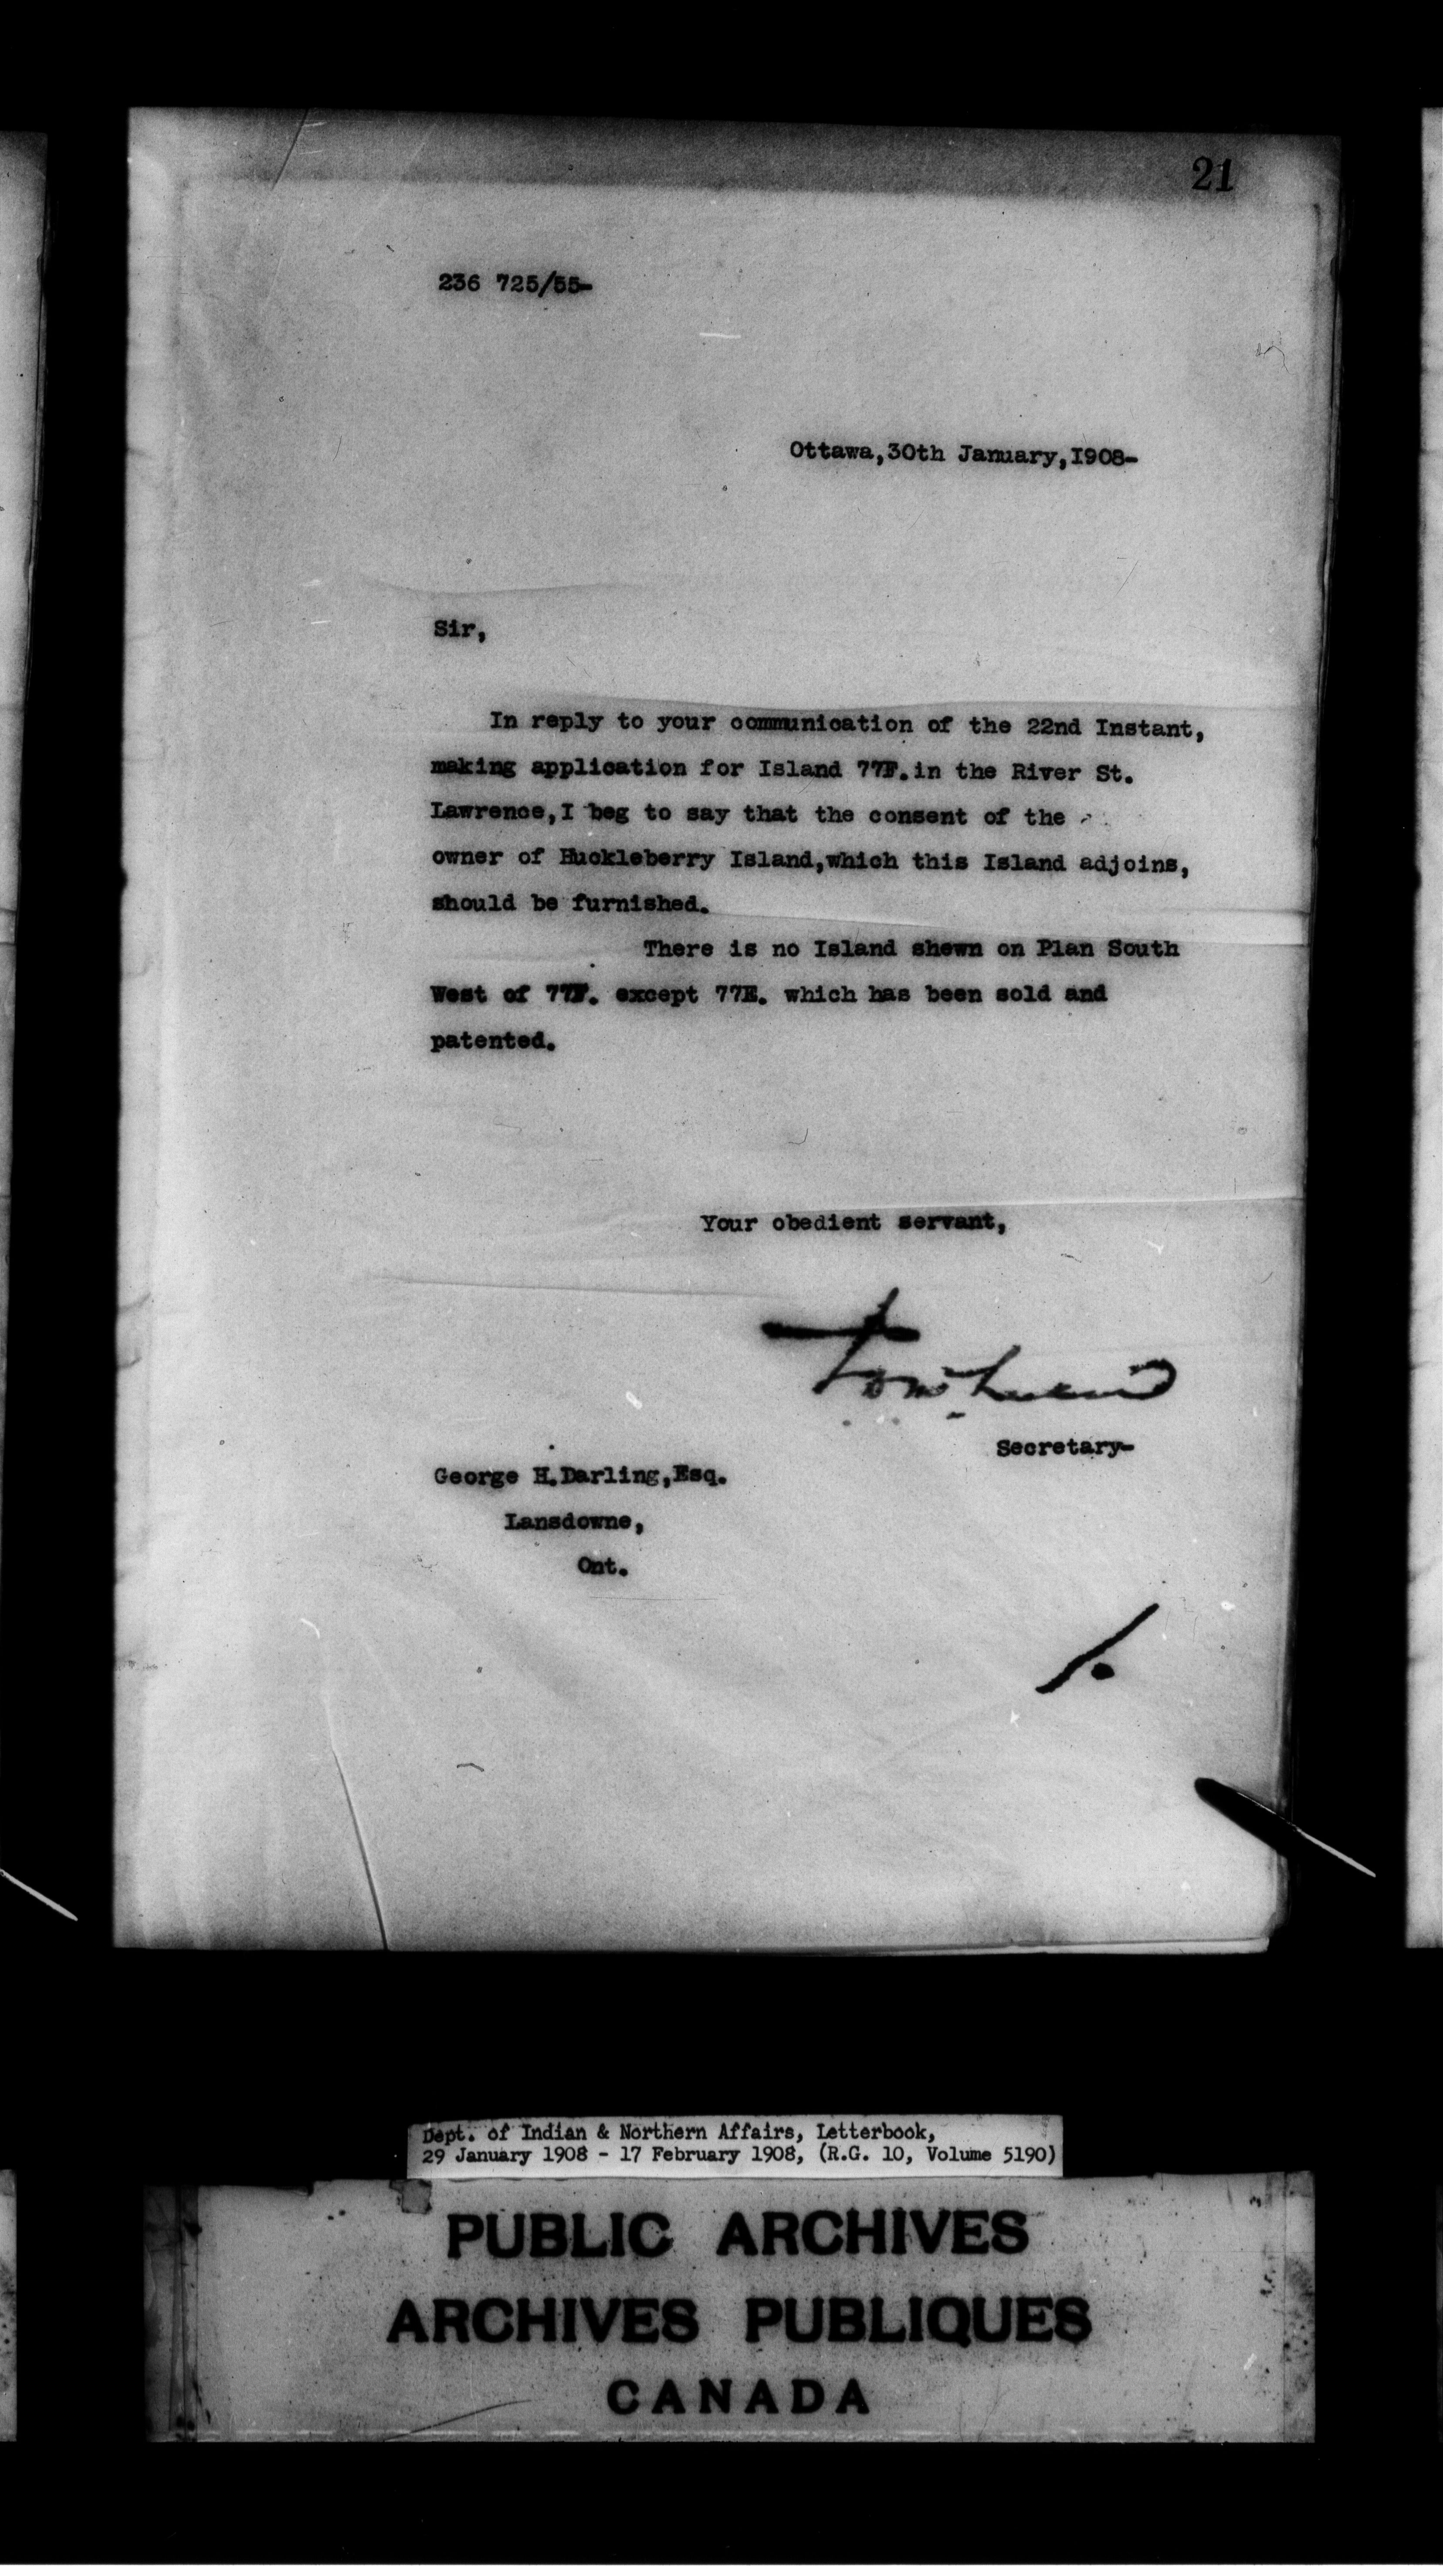 21
236 725/55-
Ottawa,30th January,1908-
Sir,
In reply to your communication of the 22nd Instant,
making application for Island 77F. in the River St.
Lawrence,I beg to say that the consent of the
owner of Huckleberry Island,which this Island adjoins,
should be furnished.
There is no Island shewn on Plan South
West of 77F. except 77E. which has been sold and
patented.
Your obedient servant,
Secretary-
George H.Darling,Esq.
Lansdowne,
Ont.
Dept. of Indian & Northern Affairs, Letterbook,
29 January 1908 - 17 February 1908, (R.G. 10, Volume 5190)
PUBLIC ARCHIVES
ARCHIVES PUBLIQUES
CANADA